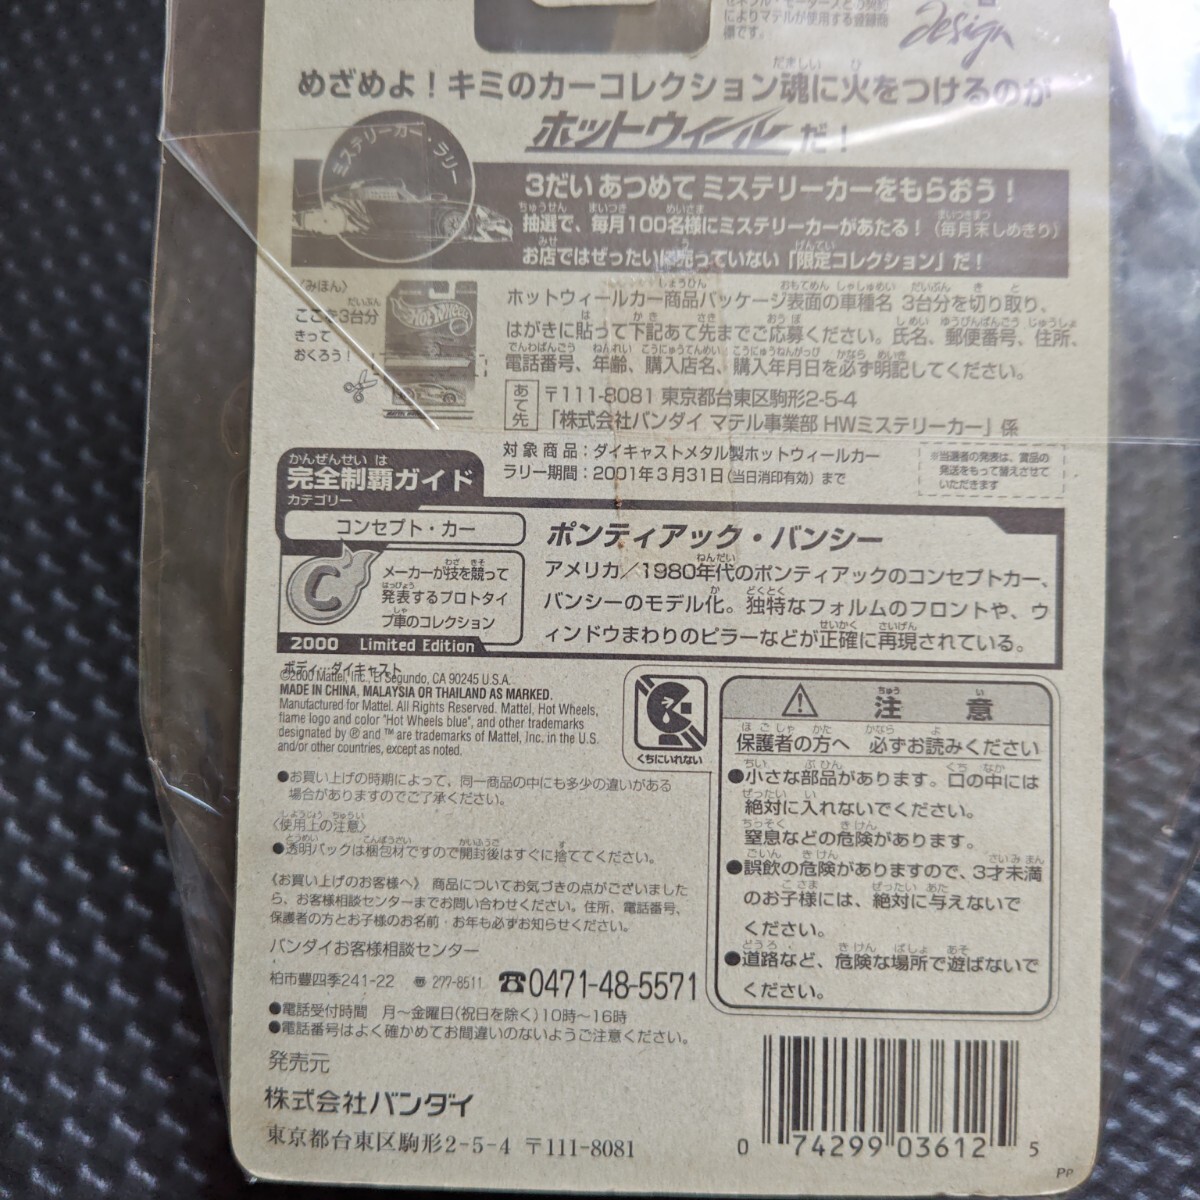 によりマテルが使用する登録商
標です。
design
めざめよ！キミのカーコレクション魂に火をつけるのが
ホットウィールだ！
ミステリーカー・ラリー
3だいあつめてミステリーカーをもらおう！
抽選で、毎月100名様にミステリーカーがあたる！（毎月末しめきり）
お店ではぜったいに売っていない「限定コレクション」だ！
〈みほん〉
ここを3台分
きって
おくろう！
Hot Wheels
ホットウィールカー商品パッケージ表面の車種名 3台分を切り取り、
はがきに貼って下記あて先までご応募ください。氏名、郵便番号、住所、
電話番号、年齢、購入店名、購入年月日を必ず明記してください。
あて先
〒111-8081 東京都台東区駒形2-5-4
「株式会社バンダイ マテル事業部 HWミステリーカー」係
対象商品：ダイキャストメタル製ホットウィールカー
ラリー期間：2001年3月31日（当日消印有効）まで
※当選者の発表は、賞品の
発送をもって替えさせて
いただきます
完全制覇ガイド
カテゴリー
コンセプト・カー
C
メーカーが技を競って
発表するプロトタイ
プ車のコレクション
2000 Limited Edition
ポンティアック・バンシー
アメリカ／1980年代のポンティアックのコンセプトカー、
バンシーのモデル化。独特なフォルムのフロントや、ウ
ィンドウまわりのピラーなどが正確に再現されている。
ボディ…ダイキャスト
©2000 Mattel, Inc., El Segundo, CA 90245 U.S.A.
MADE IN CHINA, MALAYSIA OR THAILAND AS MARKED.
Manufactured for Mattel. All Rights Reserved. Mattel, Hot Wheels,
flame logo and color "Hot Wheels blue", and other trademarks
designated by ® and ™ are trademarks of Mattel, Inc. in the U.S.
and/or other countries, except as noted.
くちにいれない
●お買い上げの時期によって、同一商品の中にも多少の違いがある
場合がありますのでご了承ください。
〈使用上の注意〉
●透明パックは梱包材ですので開封後はすぐに捨ててください。
《お買い上げのお客様へ》 商品についてお気づきの点がございました
ら、お客様相談センターまでお問い合わせください。住所、電話番号、
保護者の方とお子様のお名前・お年も必ずお知らせください。
バンダイお客様相談センター
柏市豊四季241-22 〠 277-8511 ☎0471-48-5571
●電話受付時間 月〜金曜日（祝日を除く）10時〜16時
●電話番号はよく確かめてお間違いのないようご注意ください。
発売元
株式会社バンダイ
東京都台東区駒形2-5-4 〒111-8081
⚠ 注意
保護者の方へ 必ずお読みください
●小さな部品があります。口の中には
絶対に入れないでください。
窒息などの危険があります。
●誤飲の危険がありますので、3才未満
のお子様には、絶対に与えないで
ください。
●道路など、危険な場所で遊ばないで
ください。
0 74299 03612 5
PP